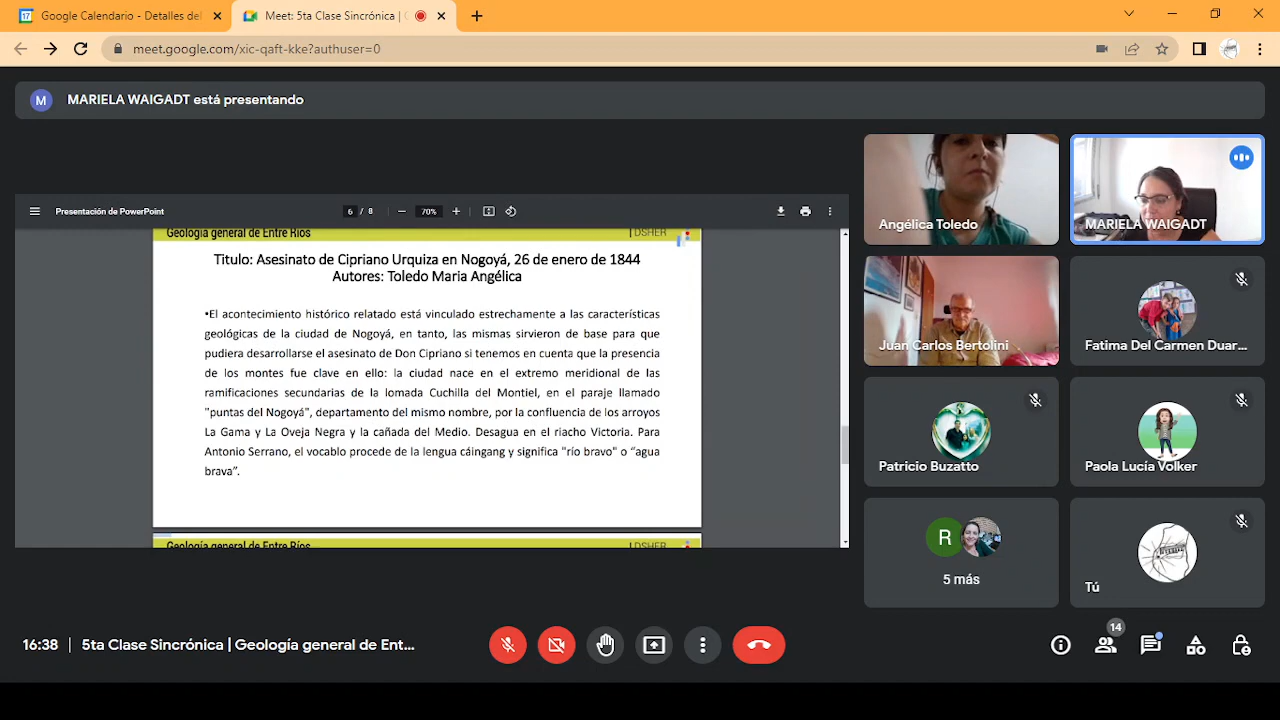 Google Calendario - Detalles del
Meet: 5ta Clase Sincrónica |
meet.google.com/xic-qaft-kke?authuser=0
M
MARIELA WAIGADT está presentando
Presentación de PowerPoint
6 / 8
70%
Geología general de Entre Ríos
| DSHER
Titulo: Asesinato de Cipriano Urquiza en Nogoyá, 26 de enero de 1844
Autores: Toledo Maria Angélica
•El acontecimiento histórico relatado está vinculado estrechamente a las características
geológicas de la ciudad de Nogoyá, en tanto, las mismas sirvieron de base para que
pudiera desarrollarse el asesinato de Don Cipriano si tenemos en cuenta que la presencia
de los montes fue clave en ello: la ciudad nace en el extremo meridional de las
ramificaciones secundarias de la lomada Cuchilla del Montiel, en el paraje llamado
"puntas del Nogoyá", departamento del mismo nombre, por la confluencia de los arroyos
La Gama y La Oveja Negra y la cañada del Medio. Desagua en el riacho Victoria. Para
Antonio Serrano, el vocablo procede de la lengua cáingang y significa "río bravo" o “agua
brava”.
Geología general de Entre Ríos
| DSHER
Angélica Toledo
MARIELA WAIGADT
Juan Carlos Bertolini
Fatima Del Carmen Duar...
Patricio Buzatto
Paola Lucía Volker
R
5 más
Tú
16:38
5ta Clase Sincrónica | Geología general de Ent...
14